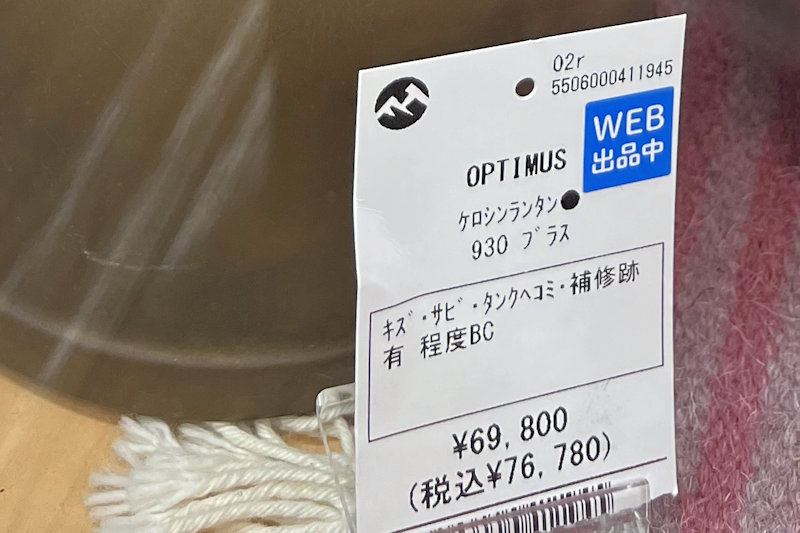 02r
5506000411945
WEB
出品中
OPTIMUS
ｹﾛｼﾝﾗﾝﾀﾝ
930 ﾌﾞﾗｽ
ｷｽﾞ･ｻﾋﾞ･ﾀﾝｸﾍｺﾐ･補修跡
有 程度BC
¥69,800
(税込¥76,780)